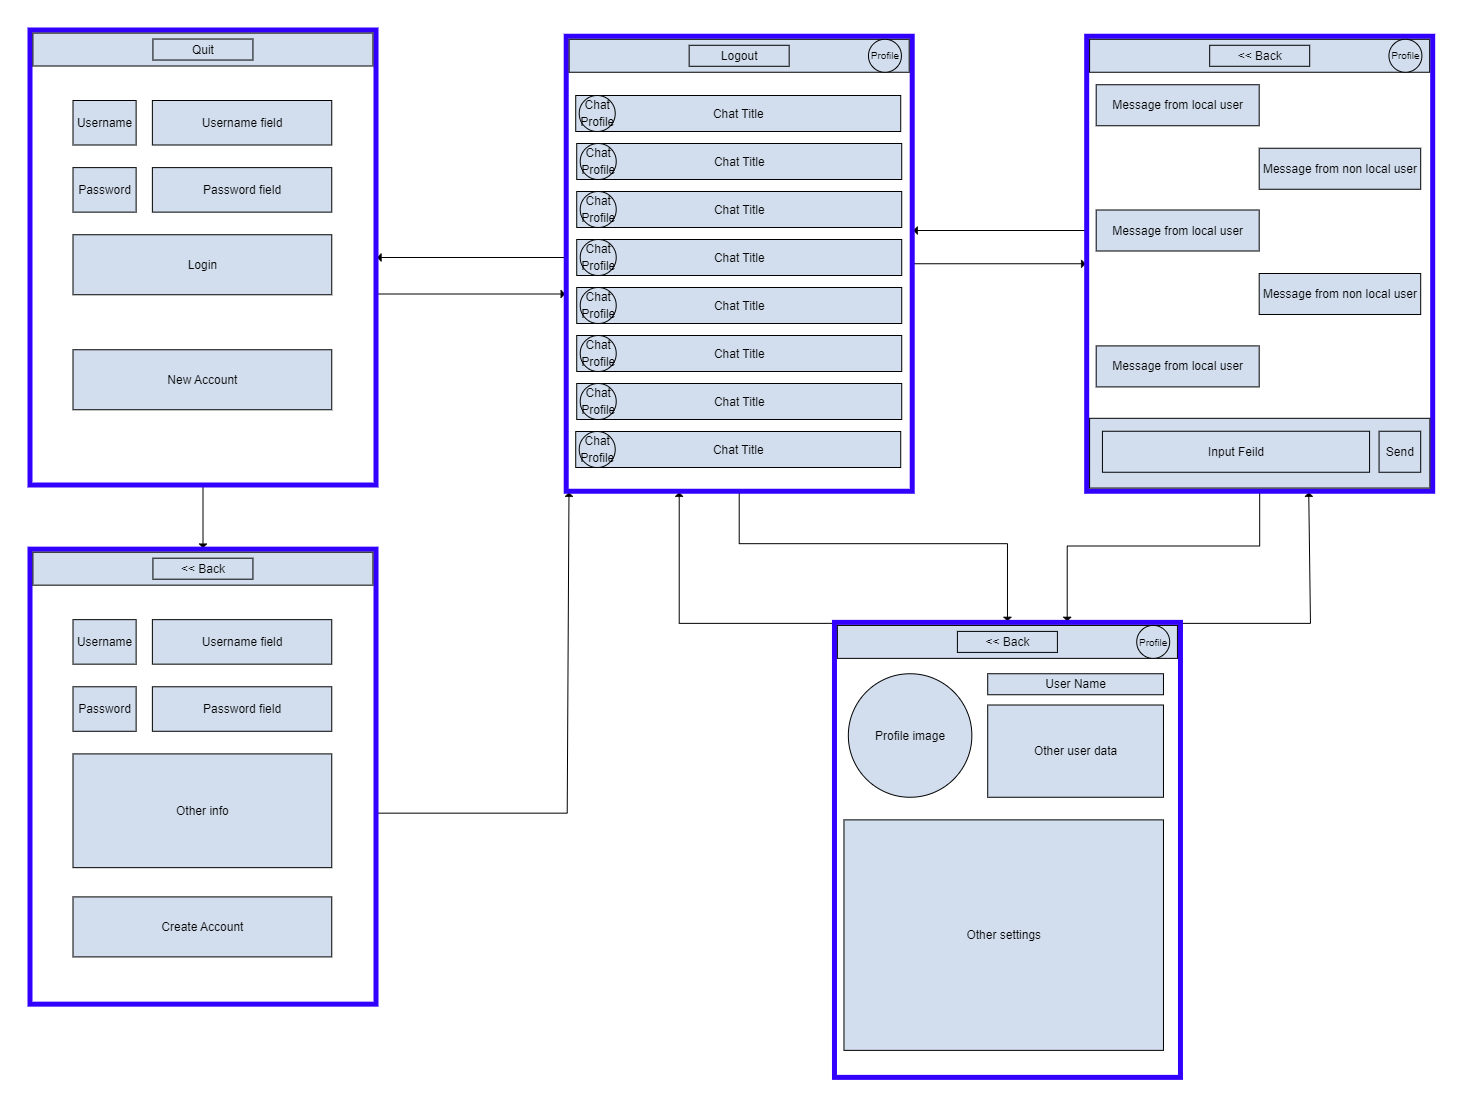 Quit
Username
Username field
Password
Password field
Login
New Account
Logout
Profile
Chat
Profile
Chat Title
Chat
Profile
Chat Title
Chat
Profile
Chat Title
Chat
Profile
Chat Title
Chat
Profile
Chat Title
Chat
Profile
Chat Title
Chat
Profile
Chat Title
Chat
Profile
Chat Title
<< Back
Profile
Message from local user
Message from non local user
Message from local user
Message from non local user
Message from local user
Input Feild
Send
<< Back
Username
Username field
Password
Password field
Other info
Create Account
<< Back
Profile
Profile image
User Name
Other user data
Other settings